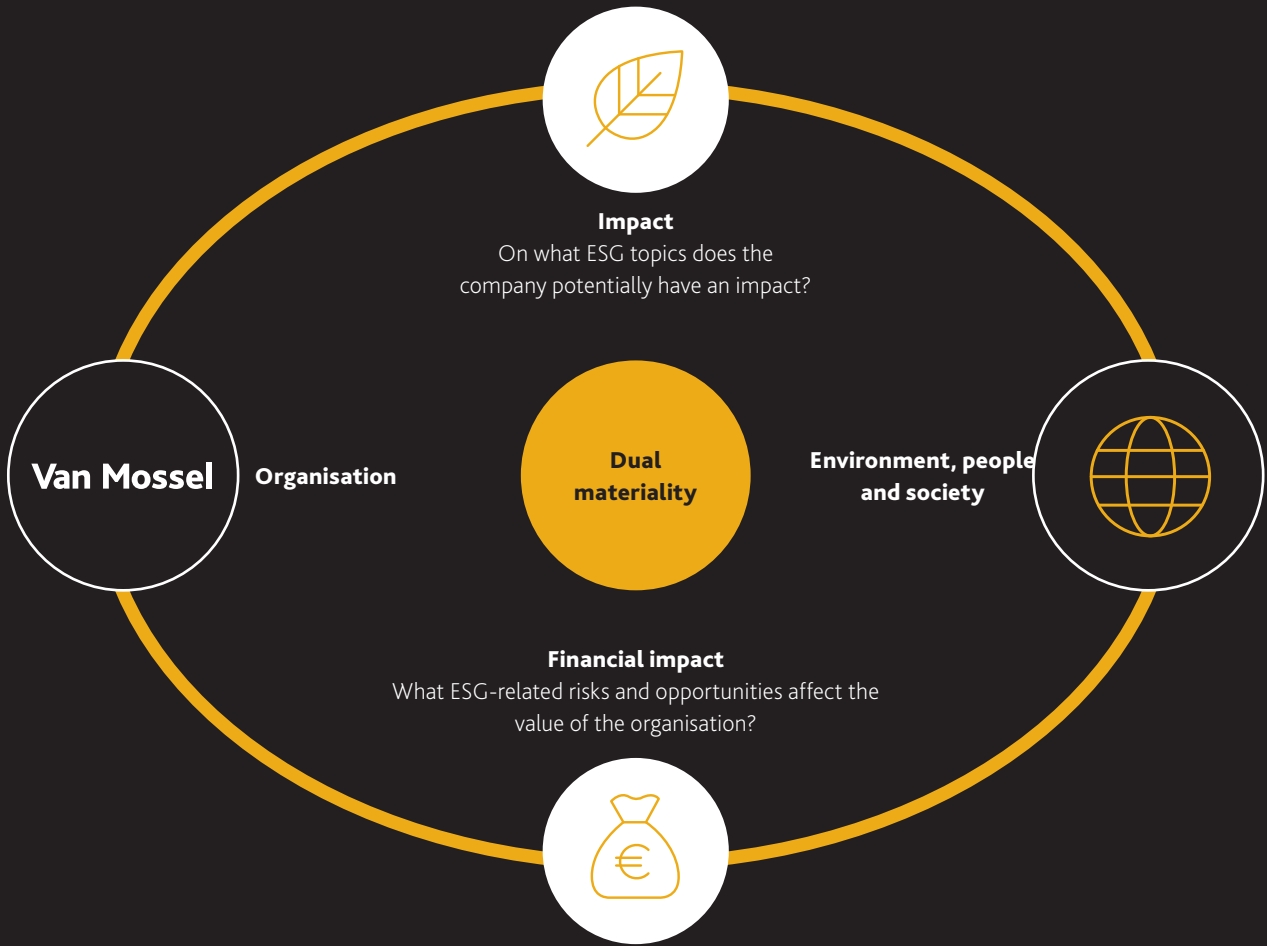 Impact
On what ESG topics does the
company potentially have an impact?
Van Mossel
Organisation
Dual
materiality
Environment, people
and society
Financial impact
What ESG-related risks and opportunities affect the
value of the organisation?
€